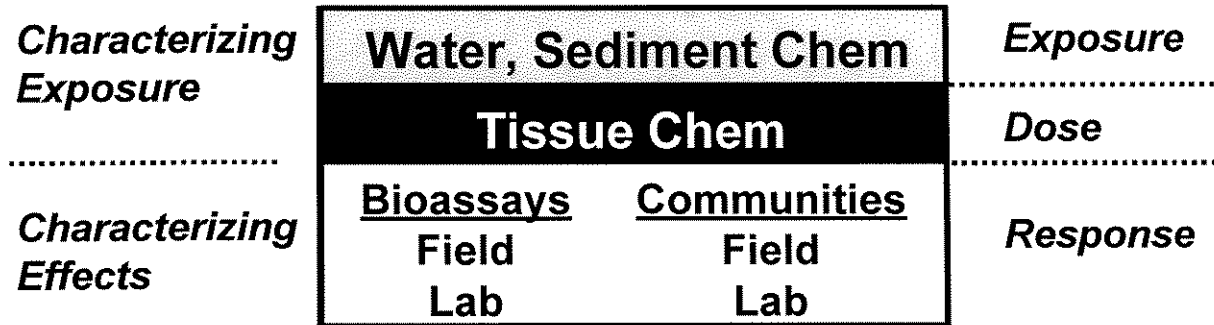 Characterizing
Exposure
Water, Sediment Chem
Exposure
Tissue Chem
Dose
Characterizing
Effects
Bioassays Communities
Field Field
Lab Lab
Response